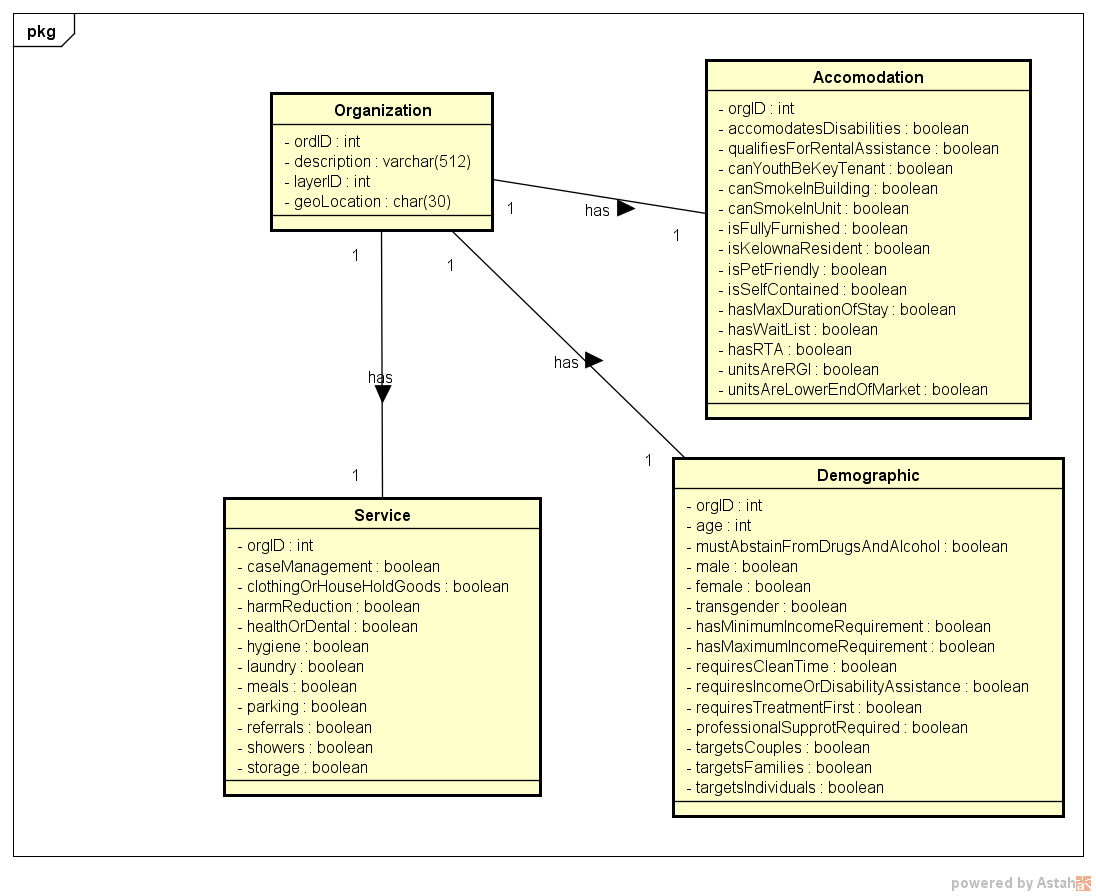 pkg
Organization
- ordID : int
- description : varchar(512)
- layerID : int
- geoLocation : char(30)
Accomodation
- orgID : int
- accomodatesDisabilities : boolean
- qualifiesForRentalAssistance : boolean
- canYouthBeKeyTenant : boolean
- canSmokeInBuilding : boolean
- canSmokeInUnit : boolean
- isFullyFurnished : boolean
- isKelownaResident : boolean
- isPetFriendly : boolean
- isSelfContained : boolean
- hasMaxDurationOfStay : boolean
- hasWaitList : boolean
- hasRTA : boolean
- unitsAreRGI : boolean
- unitsAreLowerEndOfMarket : boolean
1
has
1
1
1
has
has
1
1
Service
- orgID : int
- caseManagement : boolean
- clothingOrHouseHoldGoods : boolean
- harmReduction : boolean
- healthOrDental : boolean
- hygiene : boolean
- laundry : boolean
- meals : boolean
- parking : boolean
- referrals : boolean
- showers : boolean
- storage : boolean
Demographic
- orgID : int
- age : int
- mustAbstainFromDrugsAndAlcohol : boolean
- male : boolean
- female : boolean
- transgender : boolean
- hasMinimumIncomeRequirement : boolean
- hasMaximumIncomeRequirement : boolean
- requiresCleanTime : boolean
- requiresIncomeOrDisabilityAssistance : boolean
- requiresTreatmentFirst : boolean
- professionalSupprotRequired : boolean
- targetsCouples : boolean
- targetsFamilies : boolean
- targetsIndividuals : boolean
powered by Astah